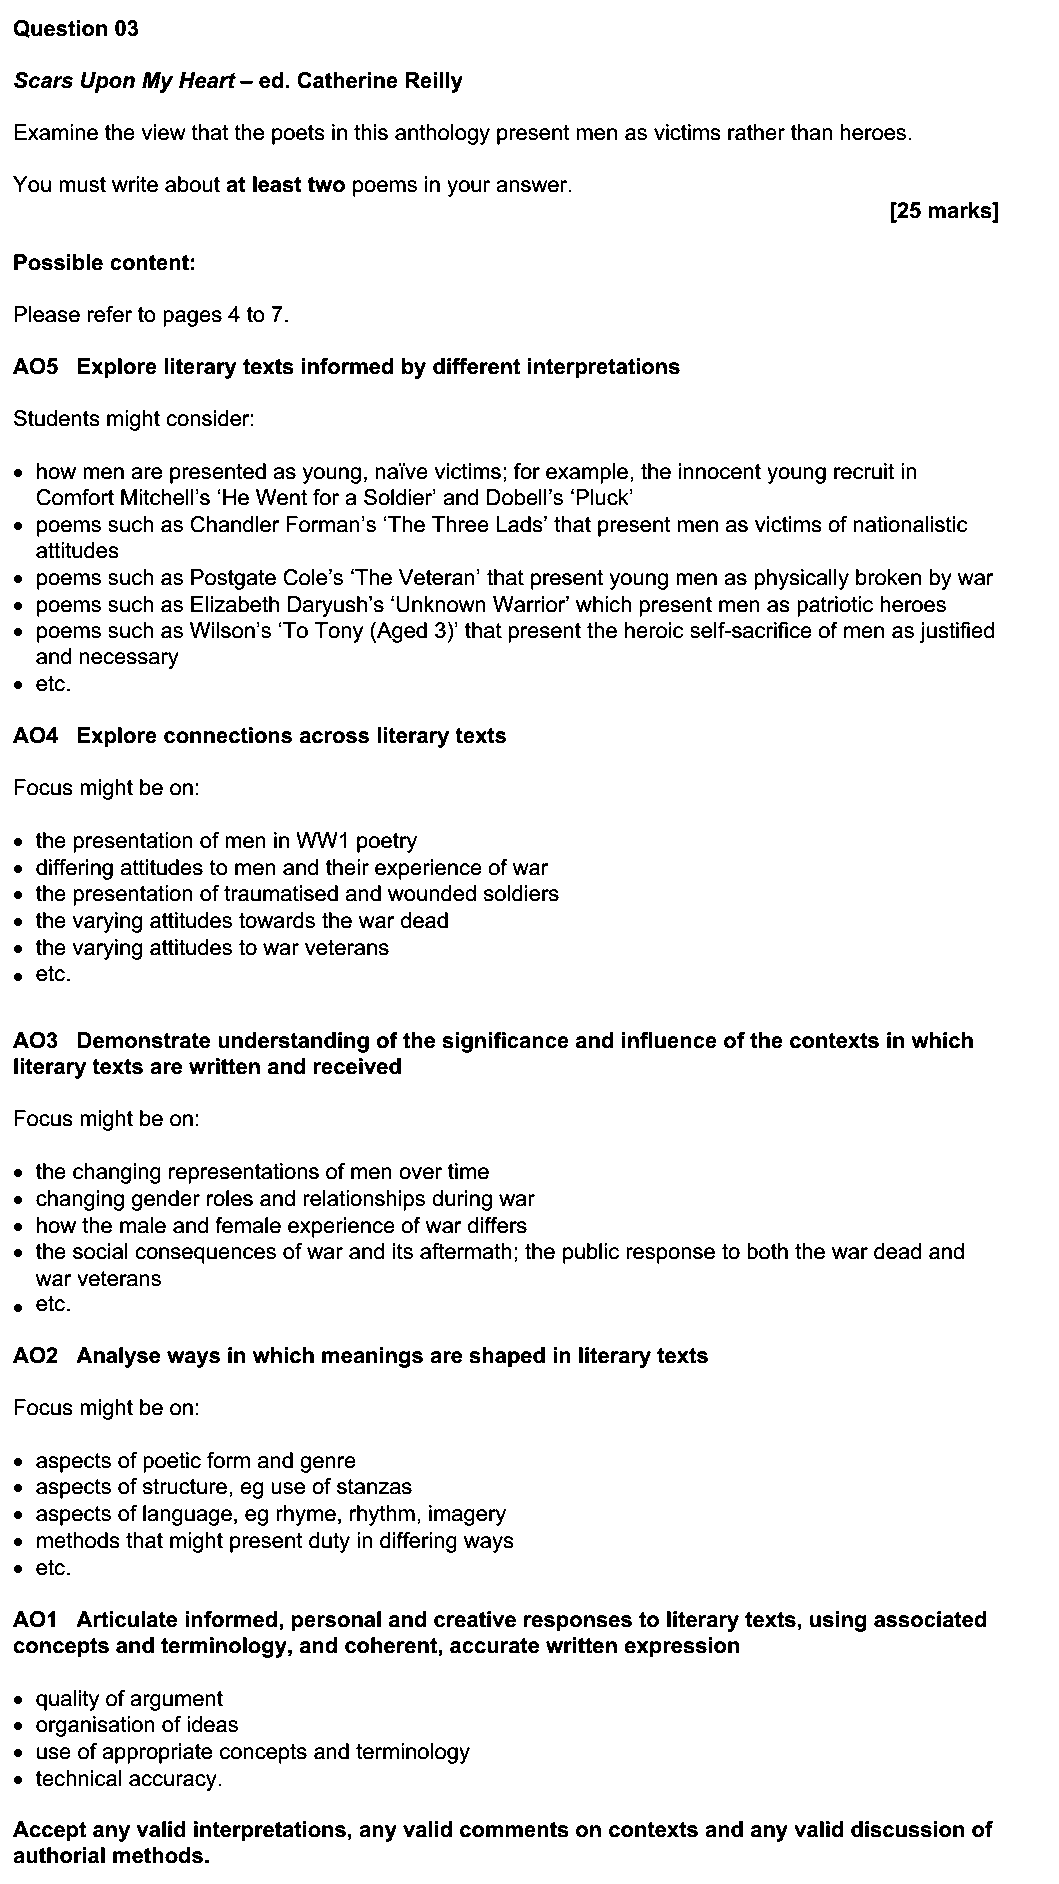 Question 03
Scars Upon My Heart – ed. Catherine Reilly
Examine the view that the poets in this anthology present men as victims rather than heroes.
You must write about at least two poems in your answer.
[25 marks]
Possible content:
Please refer to pages 4 to 7.
AO5 Explore literary texts informed by different interpretations
Students might consider:
• how men are presented as young, naïve victims; for example, the innocent young recruit in
Comfort Mitchell's 'He Went for a Soldier' and Dobell's 'Pluck'
• poems such as Chandler Forman's 'The Three Lads' that present men as victims of nationalistic
attitudes
• poems such as Postgate Cole's 'The Veteran' that present young men as physically broken by war
• poems such as Elizabeth Daryush's 'Unknown Warrior' which present men as patriotic heroes
• poems such as Wilson's 'To Tony (Aged 3)' that present the heroic self-sacrifice of men as justified
and necessary
• etc.
AO4 Explore connections across literary texts
Focus might be on:
• the presentation of men in WW1 poetry
• differing attitudes to men and their experience of war
• the presentation of traumatised and wounded soldiers
• the varying attitudes towards the war dead
• the varying attitudes to war veterans
• etc.
AO3 Demonstrate understanding of the significance and influence of the contexts in which
literary texts are written and received
Focus might be on:
• the changing representations of men over time
• changing gender roles and relationships during war
• how the male and female experience of war differs
• the social consequences of war and its aftermath; the public response to both the war dead and
war veterans
• etc.
AO2 Analyse ways in which meanings are shaped in literary texts
Focus might be on:
• aspects of poetic form and genre
• aspects of structure, eg use of stanzas
• aspects of language, eg rhyme, rhythm, imagery
• methods that might present duty in differing ways
• etc.
AO1 Articulate informed, personal and creative responses to literary texts, using associated
concepts and terminology, and coherent, accurate written expression
• quality of argument
• organisation of ideas
• use of appropriate concepts and terminology
• technical accuracy.
Accept any valid interpretations, any valid comments on contexts and any valid discussion of
authorial methods.